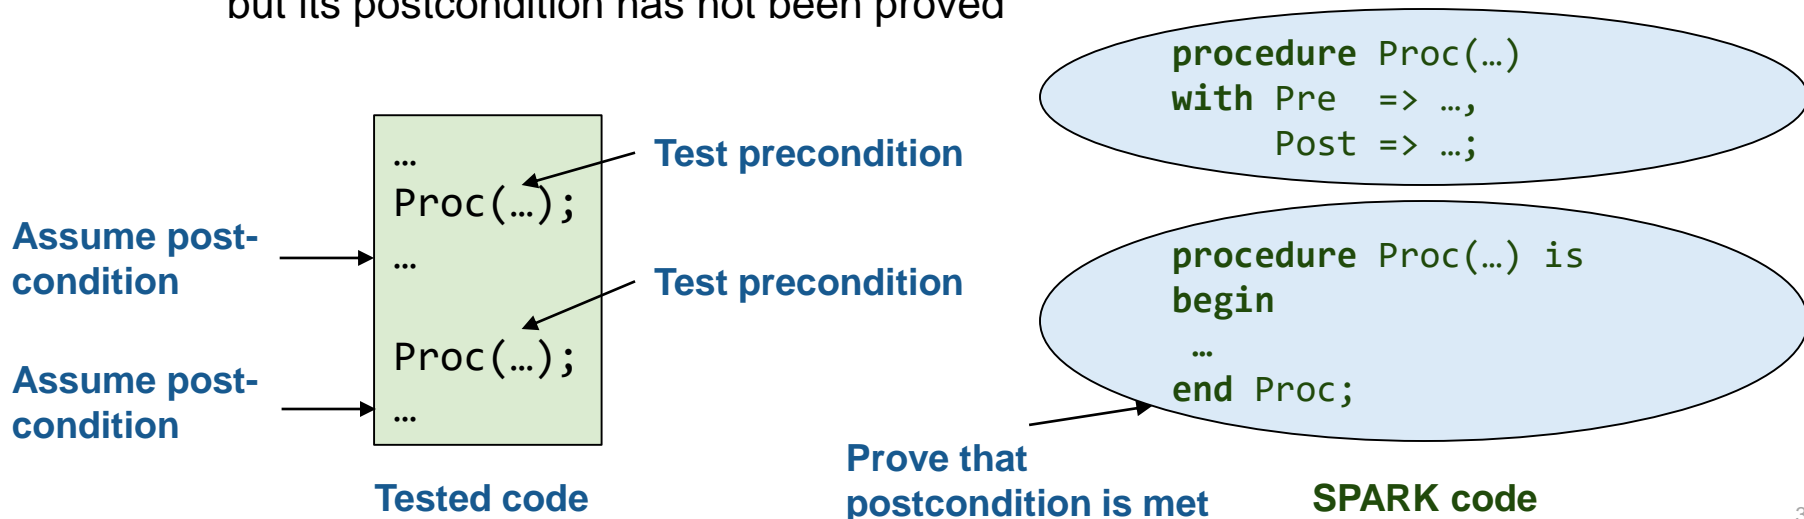 but its postcondition has not been proved
procedure Proc(…)
with Pre  => …,
Post => …;
…
Proc(…);
…
Proc(…);
…
Test precondition
Test precondition
Assume post-
condition
Assume post-
condition
procedure Proc(…) is
begin
…
end Proc;
Prove that
postcondition is met
Tested code
SPARK code
3